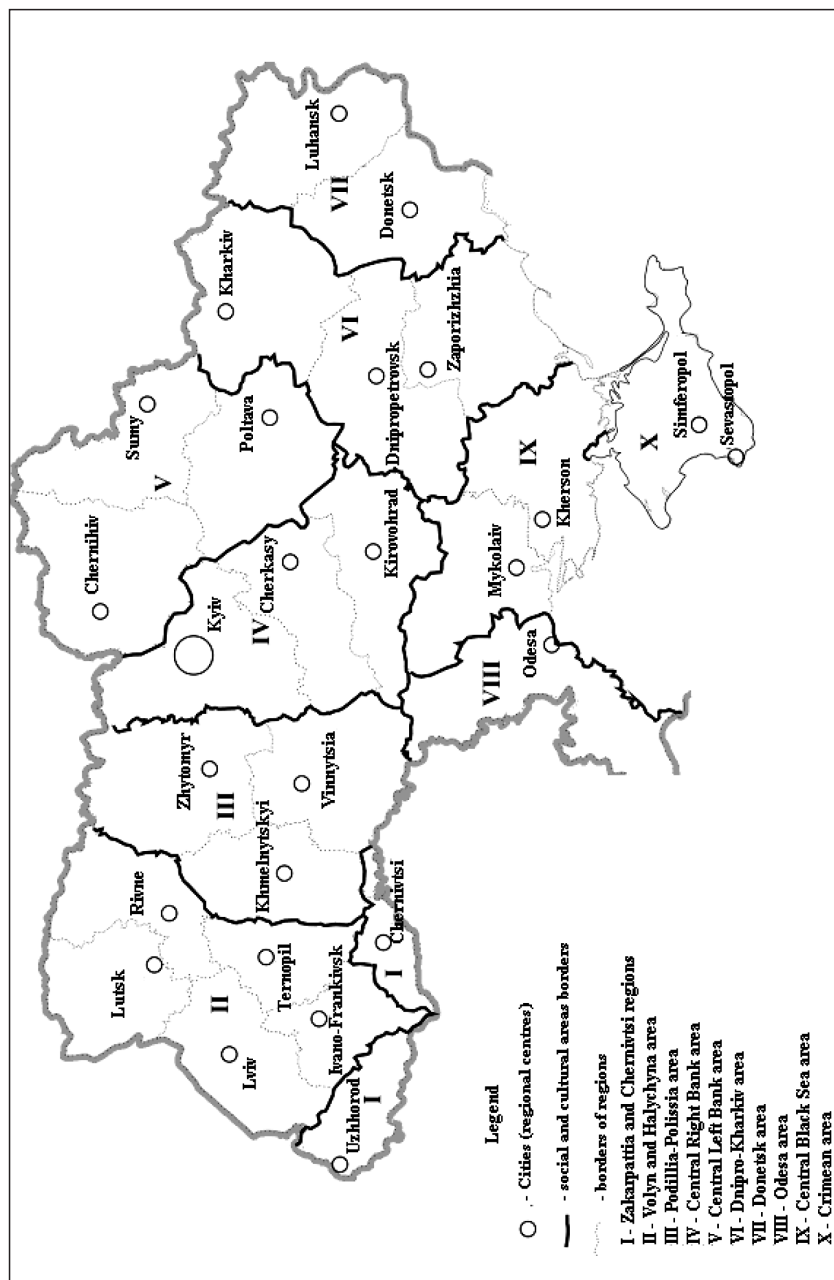 Chernihiv
Sumy
Lutsk
Rivne
V
Kharkiv
Zhytomyr
Kyiv
Poltava
Luhansk
Lviv
II
III
IV
Cherkasy
VII
Ternopil
Khmelnytskyi
VI
Donetsk
Ivano-Frankivsk
Vinnytsia
Kirovohrad
Dnipropetrovsk
Uzhhorod
I
I
Chernivtsi
Zaporizhzhia
VIII
Mykolaiv
IX
Odesa
Kherson
X
Simferopol
Sevastopol
Legend
. - Cities (regional centres)
- social and cultural areas borders
- borders of regions
I - Zakarpattia and Chernivtsi regions
II - Volyn and Halychyna area
III - Podillia-Polissia area
IV - Central Right Bank area
V - Central Left Bank area
VI - Dnipro-Kharkiv area
VII - Donetsk area
VIII - Odesa area
IX - Central Black Sea area
X - Crimean area